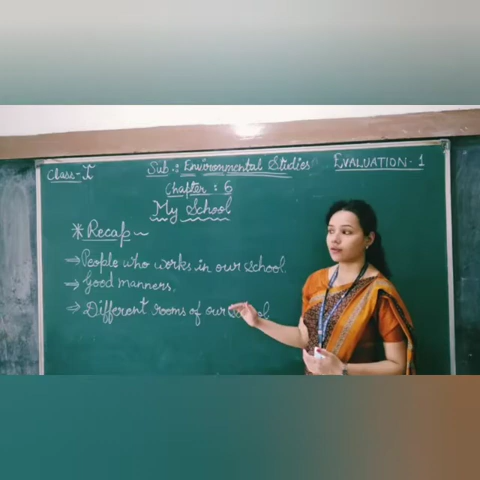 Class-I
Sub.: Environmental Studies
EVALUATION-1
Chapter : 6
My School
* Recap ~
⇒ People who works in our school.
⇒ Good manners.
⇒ Different rooms of our school